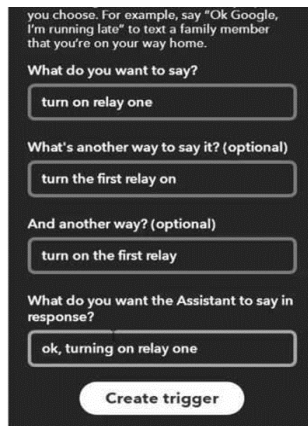 you choose. For example, say “Ok Google,
I’m running late” to text a family member
that you’re on your way home.
What do you want to say?
turn on relay one
What's another way to say it? (optional)
turn the first relay on
And another way? (optional)
turn on the first relay
What do you want the Assistant to say in
response?
ok, turning on relay one
Create trigger